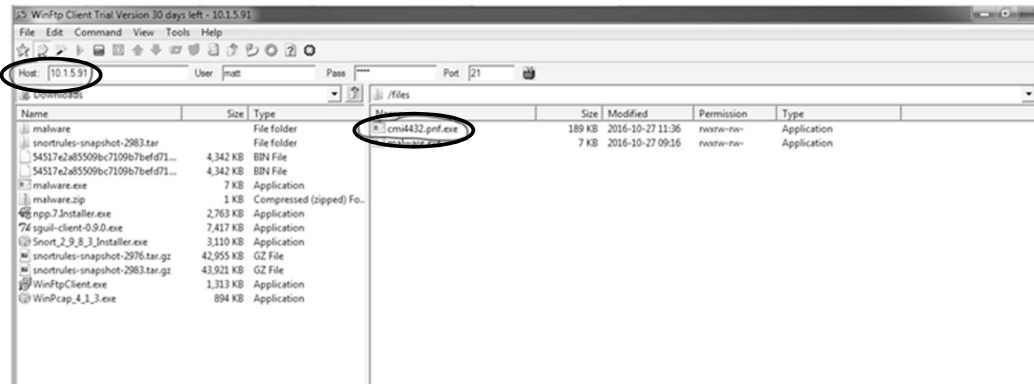 WinFtp Client Trial Version 30 days left - 10.1.5.91
File Edit Command View Tools Help
Host: 10.1.5.91 User matt Pass **** Port 21
Downloads /files
Name Size Type
malware File folder
snortrules-snapshot-2983.tar File folder
54517e2a85509bc7109b7befd71... 4,342 KB BIN File
54517e2a85509bc7109b7befd71... 4,342 KB BIN File
malware.exe 7 KB Application
malware.zip 1 KB Compressed (zipped) Fo...
npp.7.Installer.exe 2,763 KB Application
sguil-client-0.9.0.exe 7,417 KB Application
Snort_2_9_8_3_Installer.exe 3,110 KB Application
snortrules-snapshot-2976.tar.gz 42,955 KB GZ File
snortrules-snapshot-2983.tar.gz 43,921 KB GZ File
WinFtpClient.exe 1,313 KB Application
WinPcap_4_1_3.exe 894 KB Application
Name Size Modified Permission Type
cmi4432.pnf.exe 189 KB 2016-10-27 11:36 rwxrw-rw- Application
malware.exe 7 KB 2016-10-27 09:16 rwxrw-rw- Application